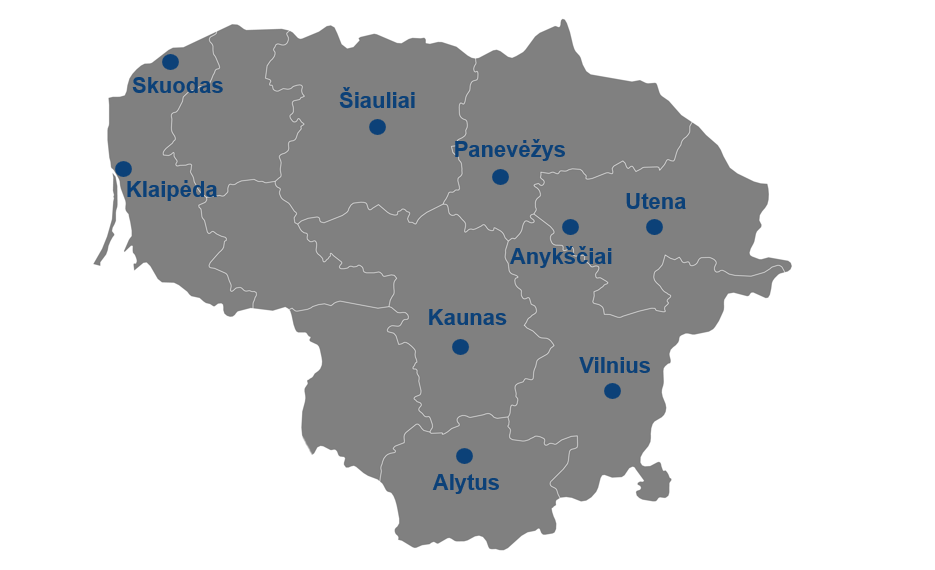 Skuodas
Šiauliai
Panevėžys
Klaipėda
Utena
Anykščiai
Kaunas
Vilnius
Alytus